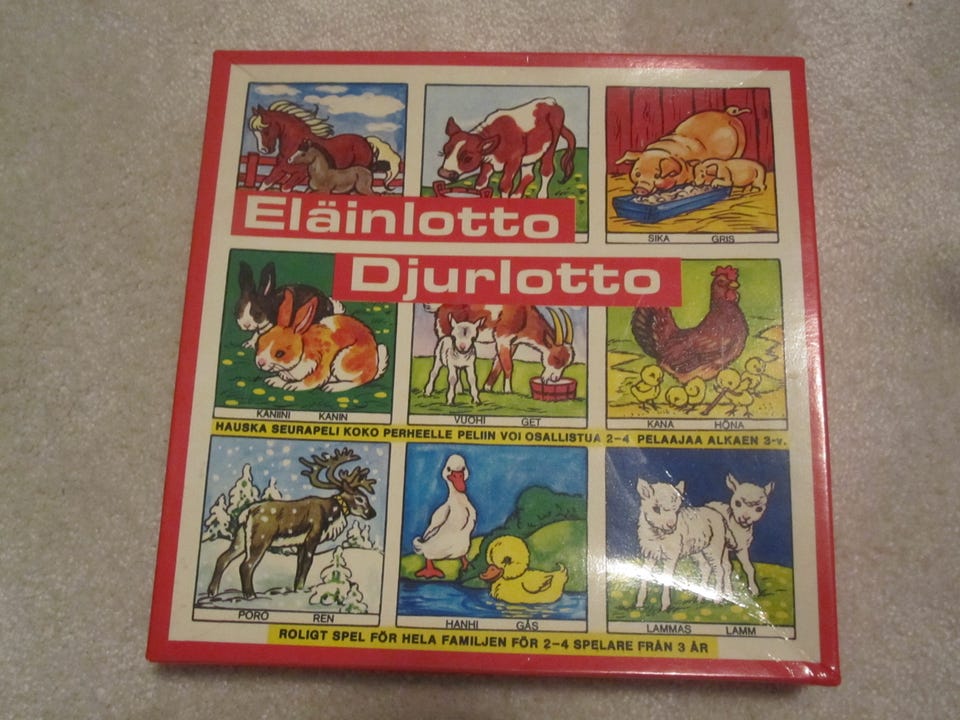 Eläinlotto
SIKA GRIS
Djurlotto
KANIINI KANIN
VUOHI GET
KANA HÖNA
HAUSKA SEURAPELI KOKO PERHEELLE PELIIN VOI OSALLISTUA 2-4 PELAAJAA ALKAEN 3-v.
PORO REN
HANHI GÅS
LAMMAS LAMM
ROLIGT SPEL FÖR HELA FAMILJEN FÖR 2-4 SPELARE FRÅN 3 ÅR